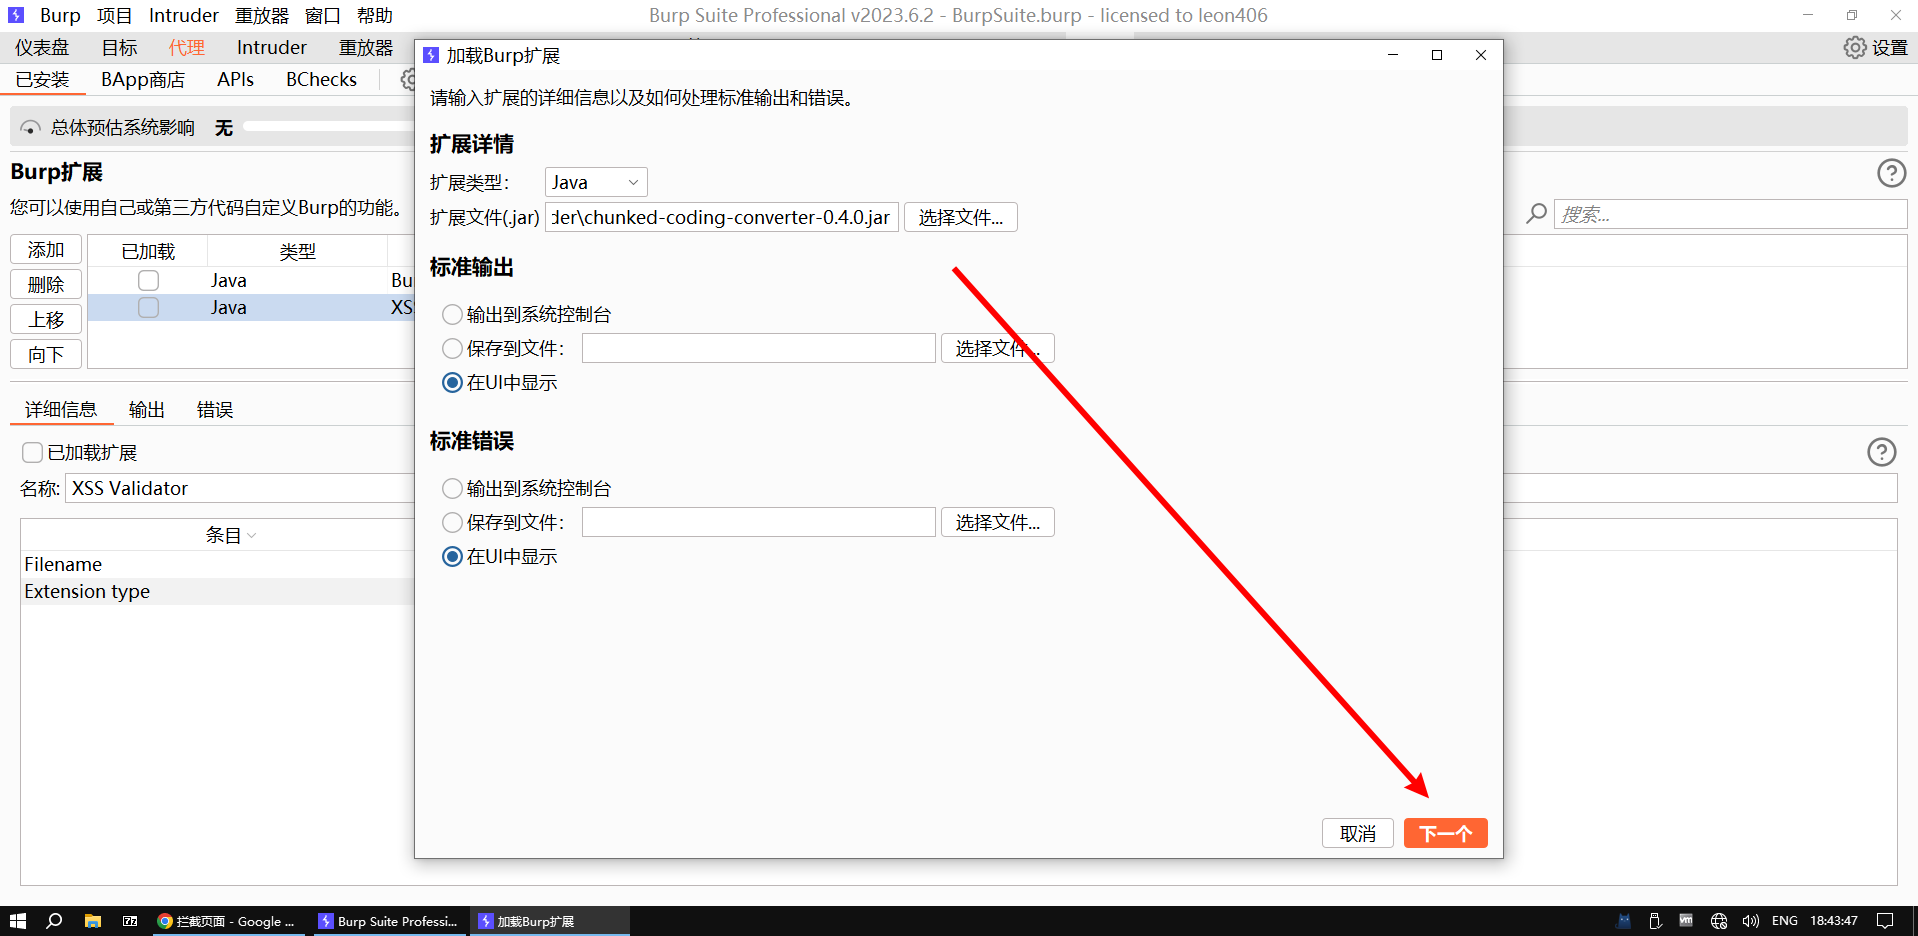 Burp 项目 Intruder 重放器 窗口 帮助
Burp Suite Professional v2023.6.2 - BurpSuite.burp - licensed to leon406
仪表盘 目标 代理 Intruder 重放器
设置
已安装 BApp商店 APIs BChecks
总体预估系统影响 无
Burp扩展
您可以使用自己或第三方代码自定义Burp的功能。
搜索...
添加
删除
上移
向下
已加载 类型
Java
Java XS
详细信息 输出 错误
已加载扩展
名称: XSS Validator
条目
Filename
Extension type
加载Burp扩展
请输入扩展的详细信息以及如何处理标准输出和错误。
扩展详情
扩展类型: Java
扩展文件(.jar) der\chunked-coding-converter-0.4.0.jar 选择文件...
标准输出
输出到系统控制台
保存到文件: 选择文件...
在UI中显示
标准错误
输出到系统控制台
保存到文件: 选择文件...
在UI中显示
取消 下一个
拦截页面 - Google ... Burp Suite Professi... 加载Burp扩展
ENG 18:43:47